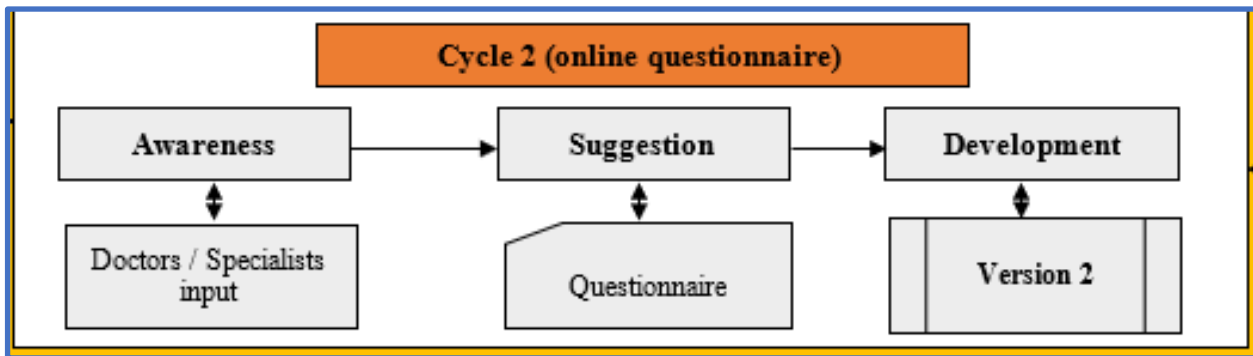 Cycle 2 (online questionnaire)
Awareness
Suggestion
Development
Doctors / Specialists
input
Questionnaire
Version 2